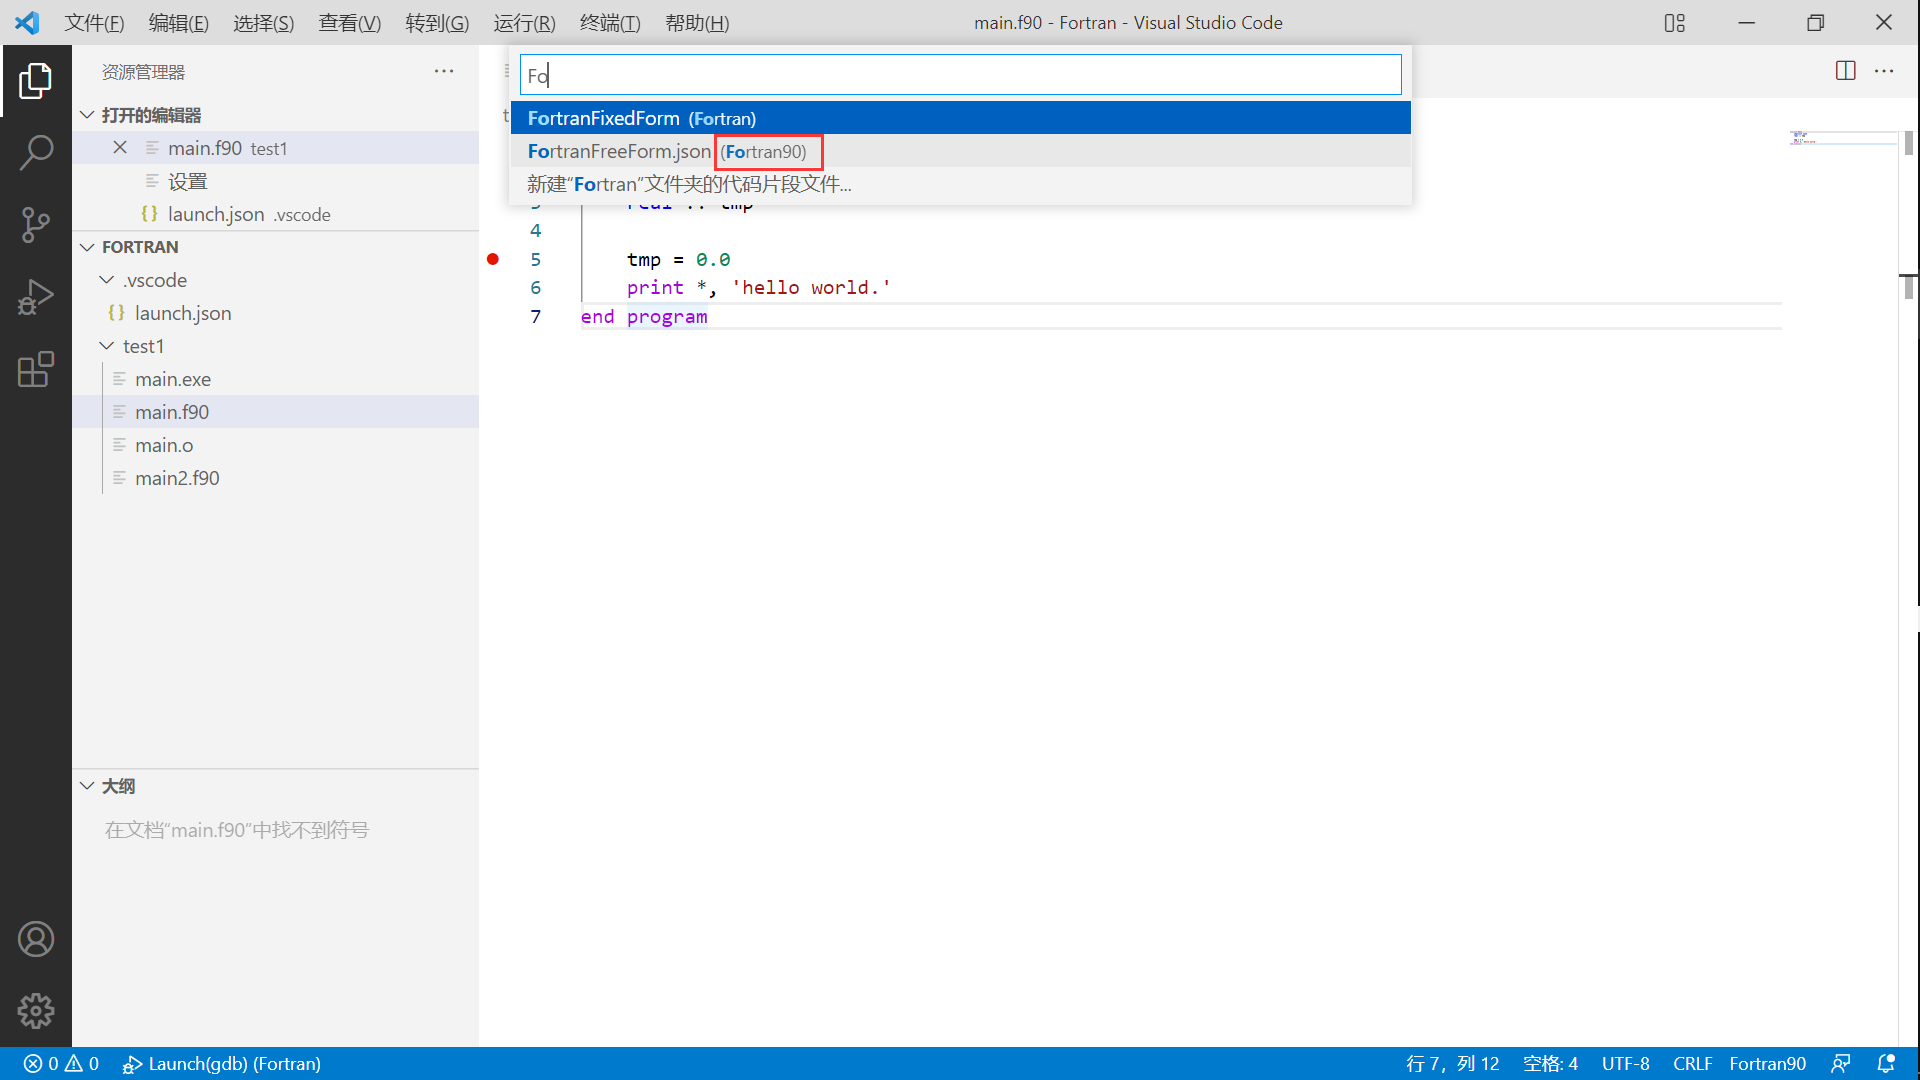 文件(F) 编辑(E) 选择(S) 查看(V) 转到(G) 运行(R) 终端(T) 帮助(H)
main.f90 - Fortran - Visual Studio Code
资源管理器
打开的编辑器
main.f90 test1
设置
launch.json .vscode
FORTRAN
.vscode
launch.json
test1
main.exe
main.f90
main.o
main2.f90
大纲
在文档“main.f90”中找不到符号
Fo
FortranFixedForm (Fortran)
FortranFreeForm.json (Fortran90)
新建“Fortran”文件夹的代码片段文件...
3 real :: tmp
4
5 tmp = 0.0
6 print *, 'hello world.'
7 end program
0 0 Launch(gdb) (Fortran)
行 7，列 12 空格: 4 UTF-8 CRLF Fortran90